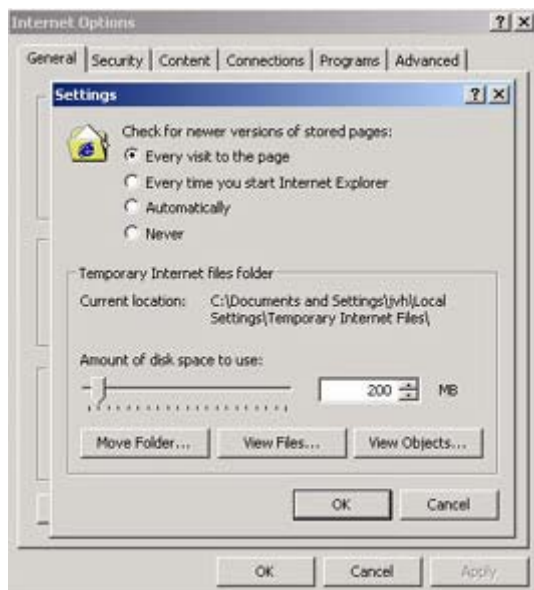 Internet Options
General Security Content Connections Programs Advanced
Settings
Check for newer versions of stored pages:
Every visit to the page
Every time you start Internet Explorer
Automatically
Never
Temporary Internet files folder
Current location: C:\Documents and Settings\jvh\Local
Settings\Temporary Internet Files\
Amount of disk space to use:
200 MB
Move Folder... View Files... View Objects...
OK Cancel
OK Cancel Apply